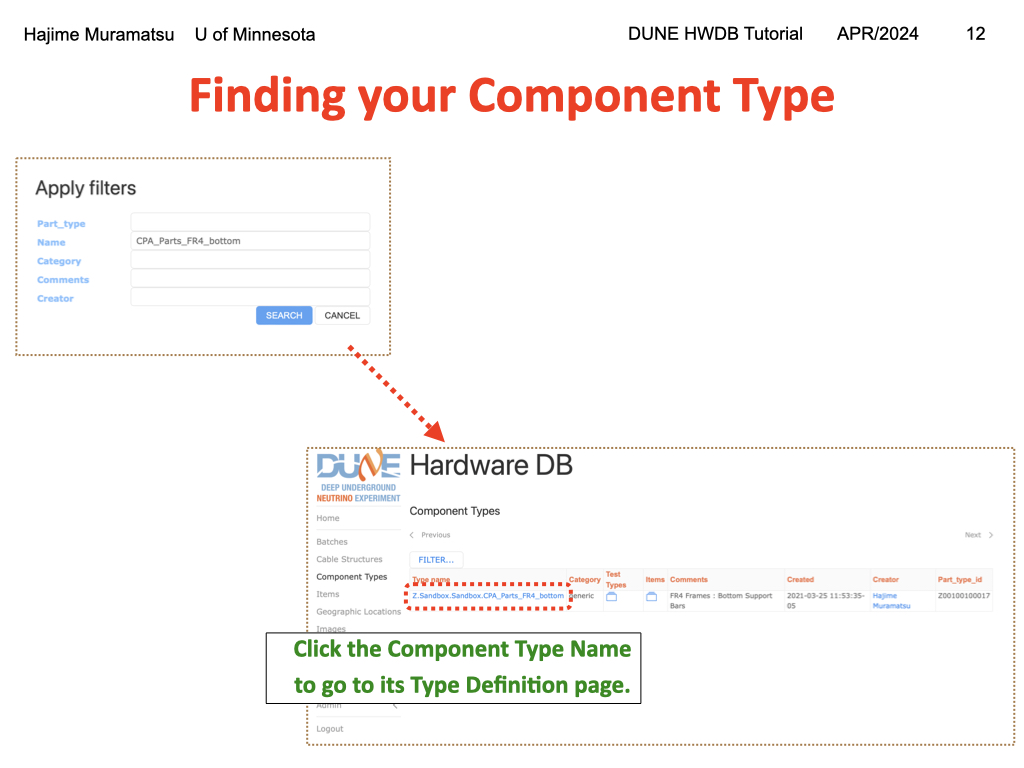 Hajime Muramatsu U of Minnesota DUNE HWDB Tutorial APR/2024 12
Finding your Component Type
Apply filters
Part_type
Name CPA_Parts_FR4_bottom
Category
Comments
Creator
SEARCH CANCEL
DUNE
DEEP UNDERGROUND
NEUTRINO EXPERIMENT
Hardware DB
Home
Batches
Cable Structures
Component Types
Items
Geographic Locations
Images
Admin
Logout
Component Types
Previous Next
FILTER...
Type name Category Test Types Items Comments Created Creator Part_type_id
Z.Sandbox.Sandbox.CPA_Parts_FR4_bottom generic FR4 Frames : Bottom Support Bars 2021-03-25 11:53:35-05 Hajime Muramatsu Z00100100017
Click the Component Type Name
to go to its Type Definition page.